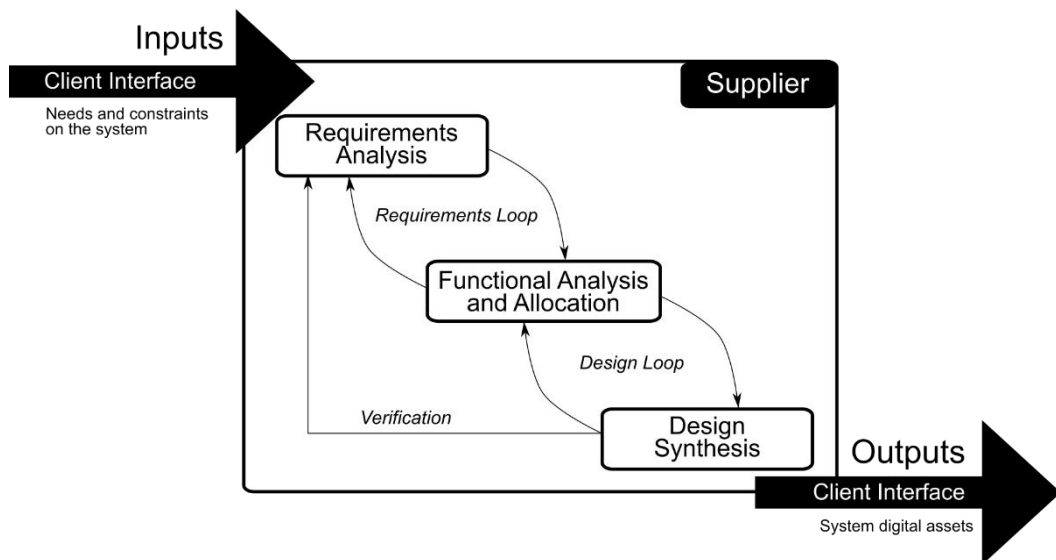 Inputs
Client Interface
Needs and constraints
on the system
Supplier
Requirements
Analysis
Requirements Loop
Functional Analysis
and Allocation
Design Loop
Verification
Design
Synthesis
Outputs
Client Interface
System digital assets